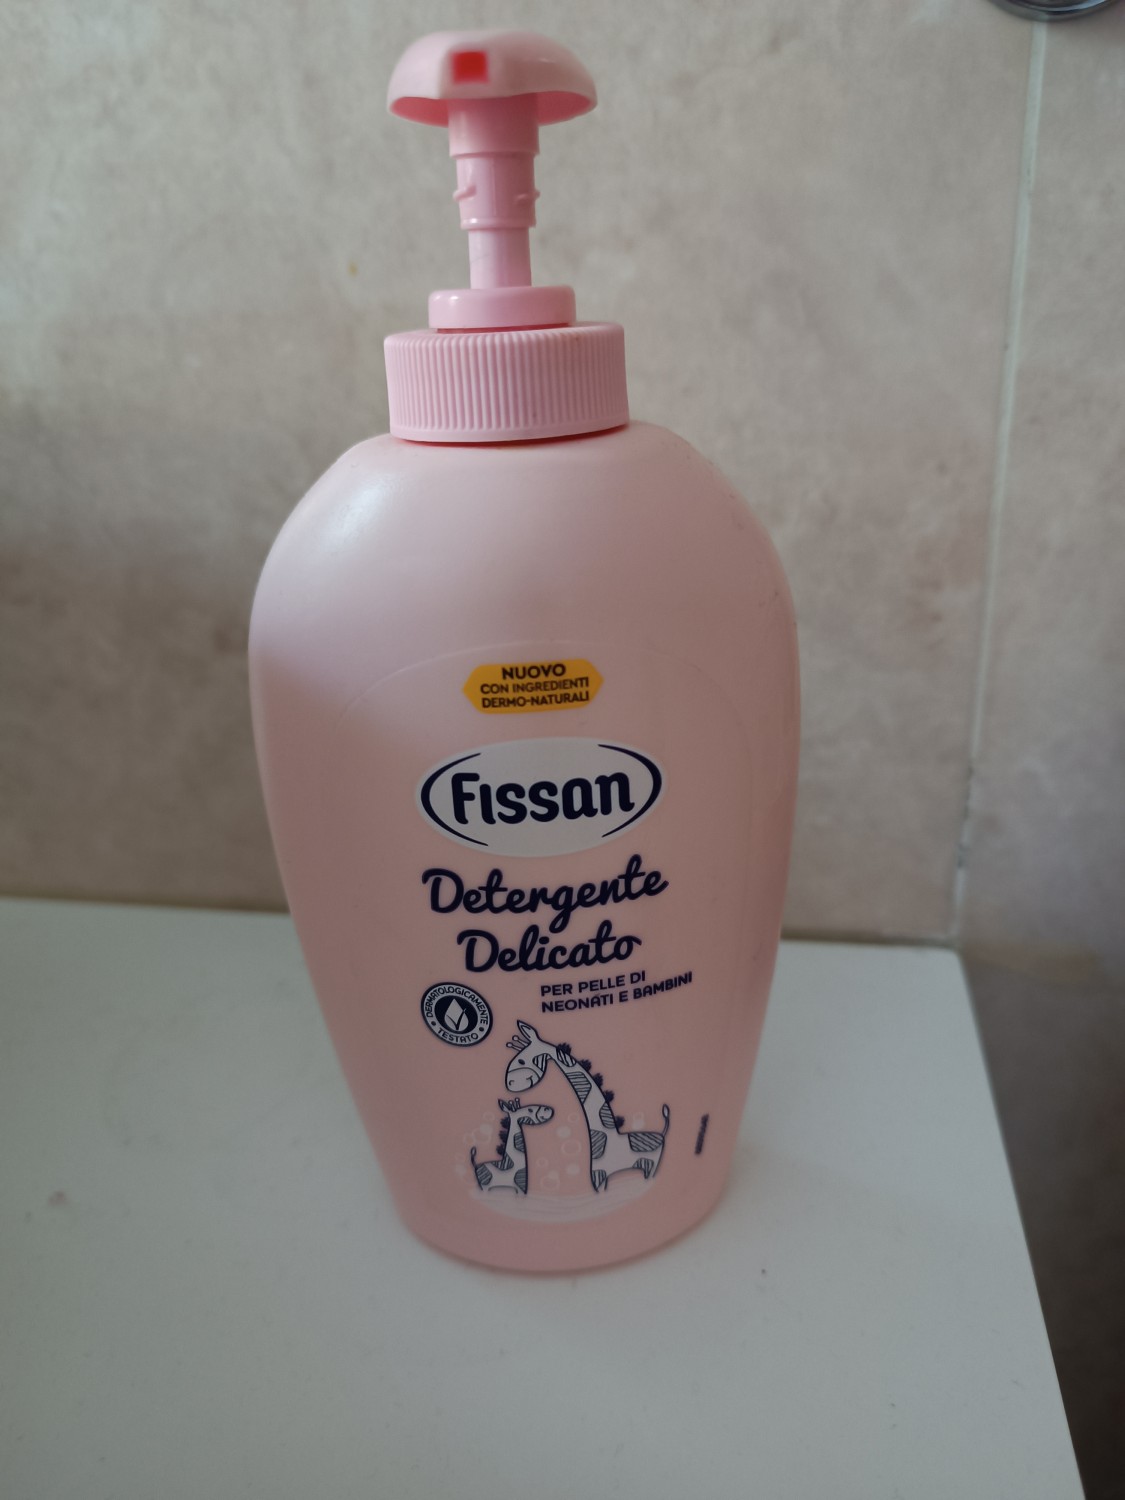 NUOVO
CON INGREDIENTI
DERMO-NATURALI
Fissan
Detergente
Delicato
PER PELLE DI
NEONATI E BAMBINI
DERMATOLOGICAMENTE
TESTATO